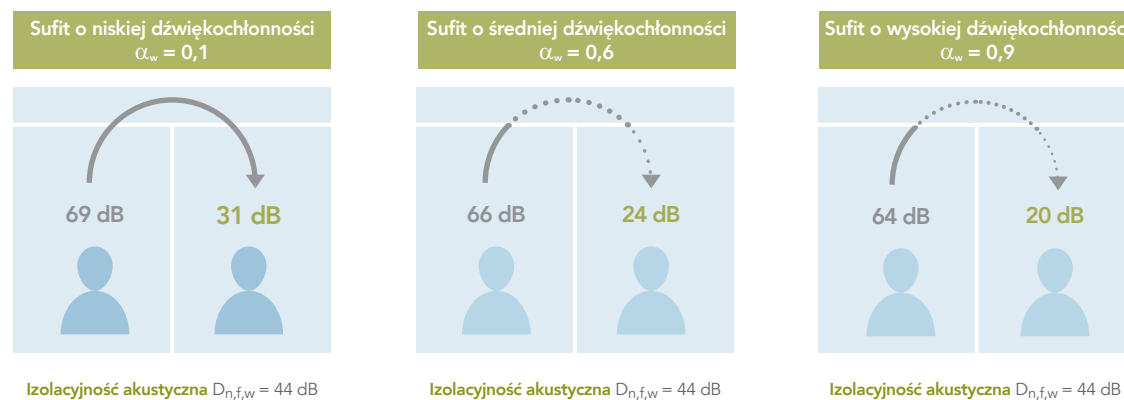 Sufit o niskiej dźwiękochłonności
αw = 0,1
69 dB
31 dB
Izolacyjność akustyczna Dn,f,w = 44 dB
Sufit o średniej dźwiękochłonności
αw = 0,6
66 dB
24 dB
Izolacyjność akustyczna Dn,f,w = 44 dB
Sufit o wysokiej dźwiękochłonnośc
αw = 0,9
64 dB
20 dB
Izolacyjność akustyczna Dn,f,w = 44 dB